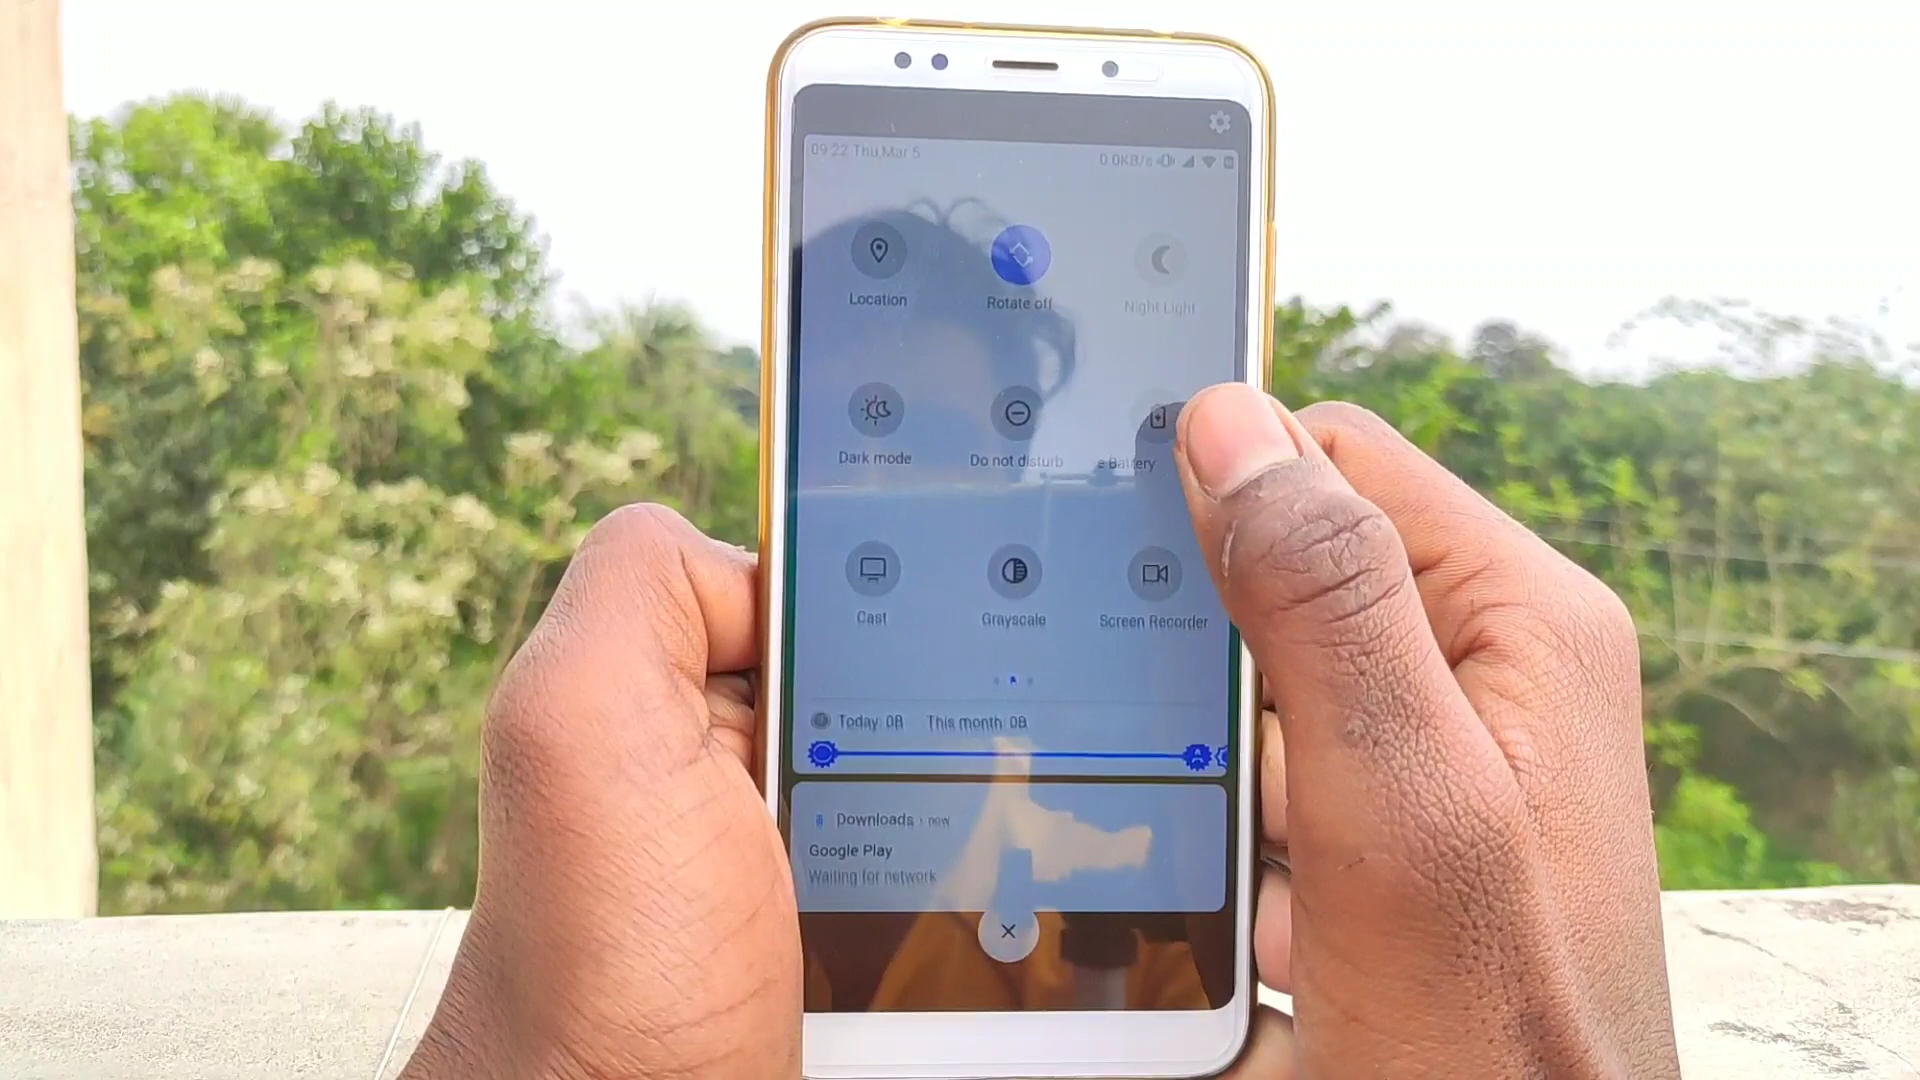 09:22 Thu,Mar 5
0.0KB/s
Location
Rotate off
Night Light
Dark mode
Do not disturb
e Battery
Cast
Grayscale
Screen Recorder
Today: 0B This month: 0B
Downloads • now
Google Play
Waiting for network